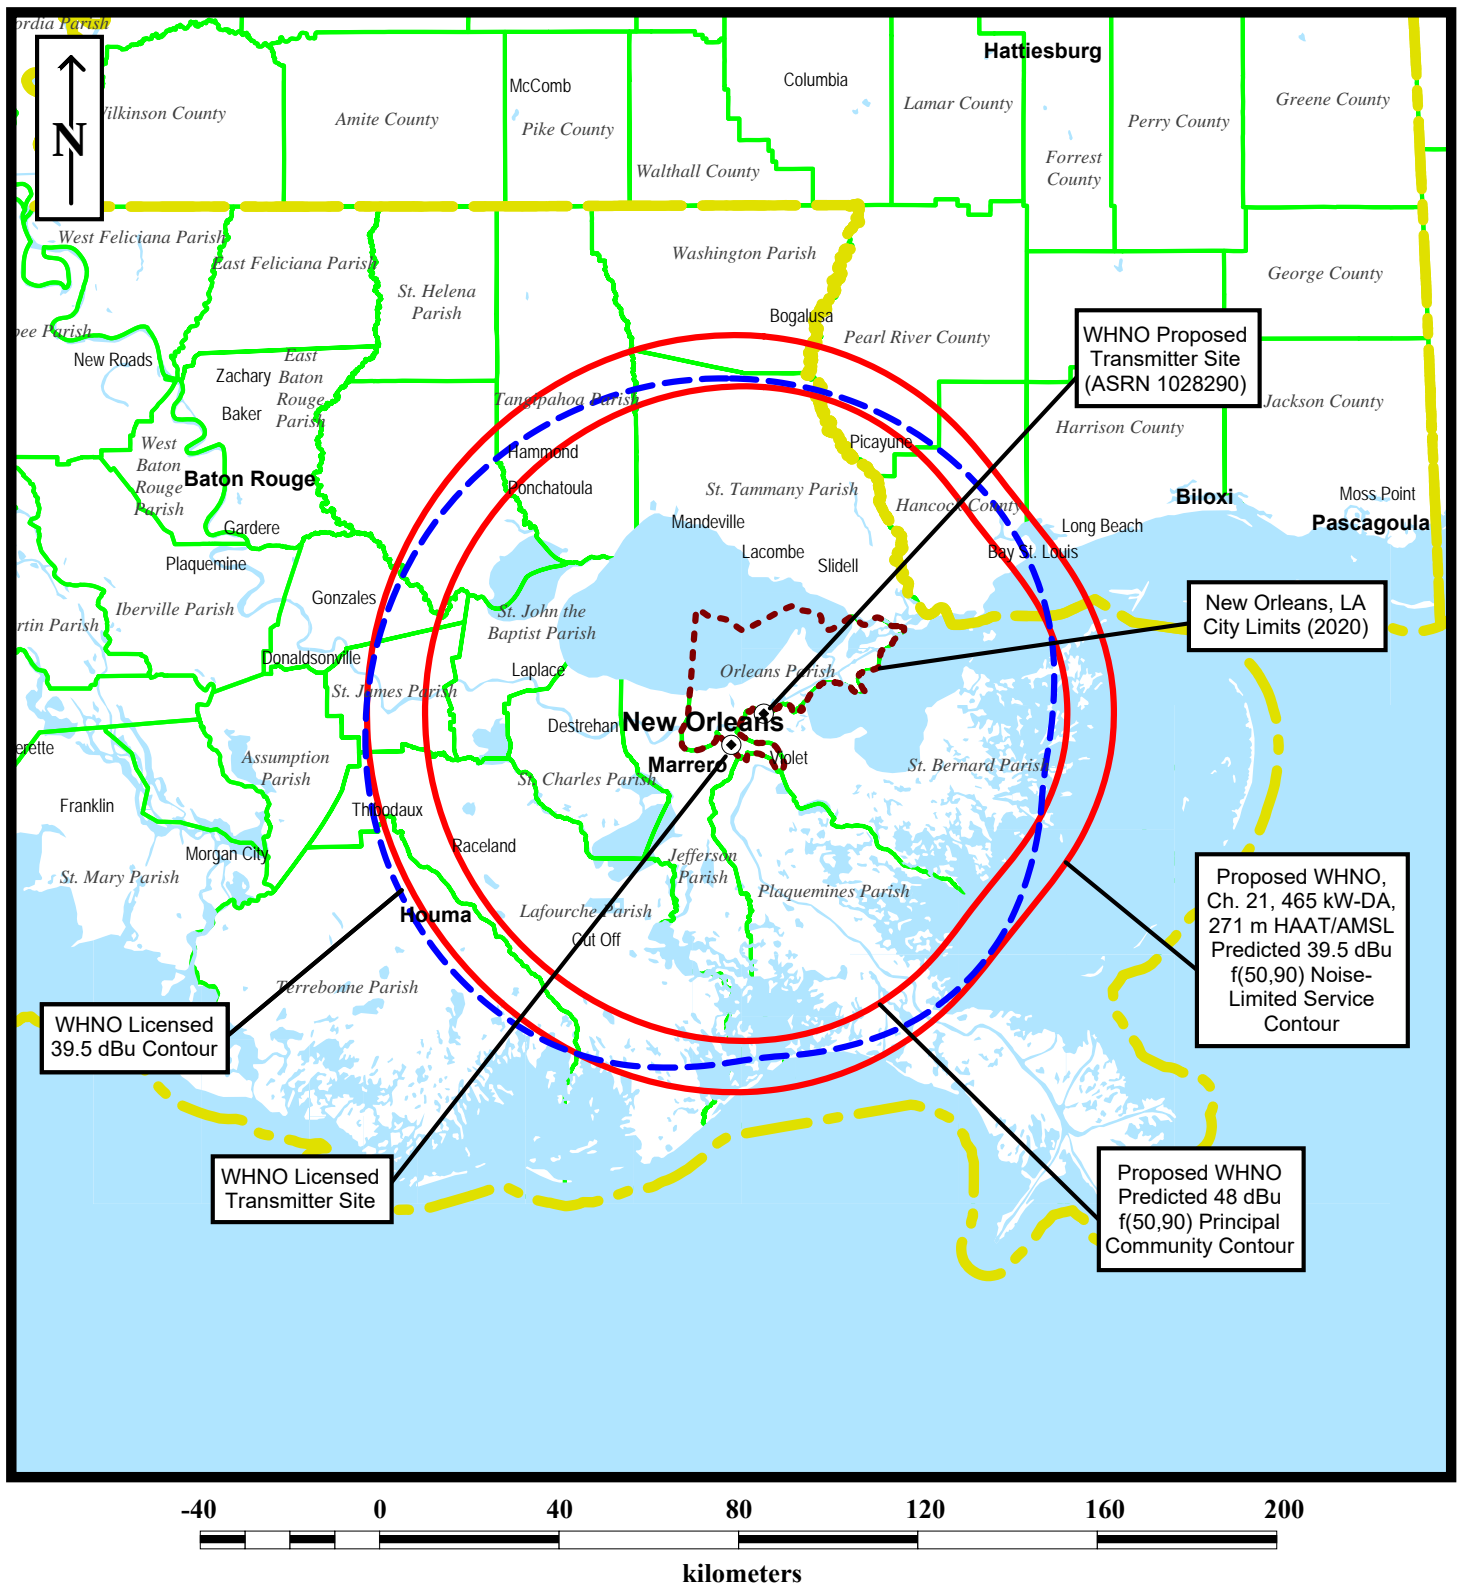 ordia Parish
N
Wilkinson County
Amite County
McComb
Pike County
Walthall County
Columbia
Hattiesburg
Lamar County
Forrest
County
Perry County
Greene County
West Feliciana Parish
East Feliciana Parish
St. Helena
Parish
Washington Parish
Bogalusa
Pearl River County
George County
pee Parish
New Roads
Zachary
Baker
East
Baton
Rouge
Parish
West
Baton
Rouge
Parish
Baton Rouge
Tangipahoa Parish
Hammond
Ponchatoula
St. Tammany Parish
Mandeville
Lacombe
Slidell
Picayune
Hancock County
Harrison County
Jackson County
WHNO Proposed
Transmitter Site
(ASRN 1028290)
Biloxi
Moss Point
Pascagoula
Long Beach
Bay St. Louis
Gardere
Plaquemine
Iberville Parish
Gonzales
rtin Parish
Donaldsonville
St. John the
Baptist Parish
Laplace
St. James Parish
Orleans Parish
New Orleans, LA
City Limits (2020)
Destrehan
New Orleans
Marrero
Violet
St. Bernard Parish
erette
Assumption
Parish
St. Charles Parish
Franklin
Thibodaux
Raceland
Morgan City
St. Mary Parish
Houma
Lafourche Parish
Cut Off
Jefferson
Parish
Plaquemines Parish
Terrebonne Parish
Proposed WHNO,
Ch. 21, 465 kW-DA,
271 m HAAT/AMSL
Predicted 39.5 dBu
f(50,90) Noise-
Limited Service
Contour
WHNO Licensed
39.5 dBu Contour
WHNO Licensed
Transmitter Site
Proposed WHNO
Predicted 48 dBu
f(50,90) Principal
Community Contour
-40 0 40 80 120 160 200
kilometers